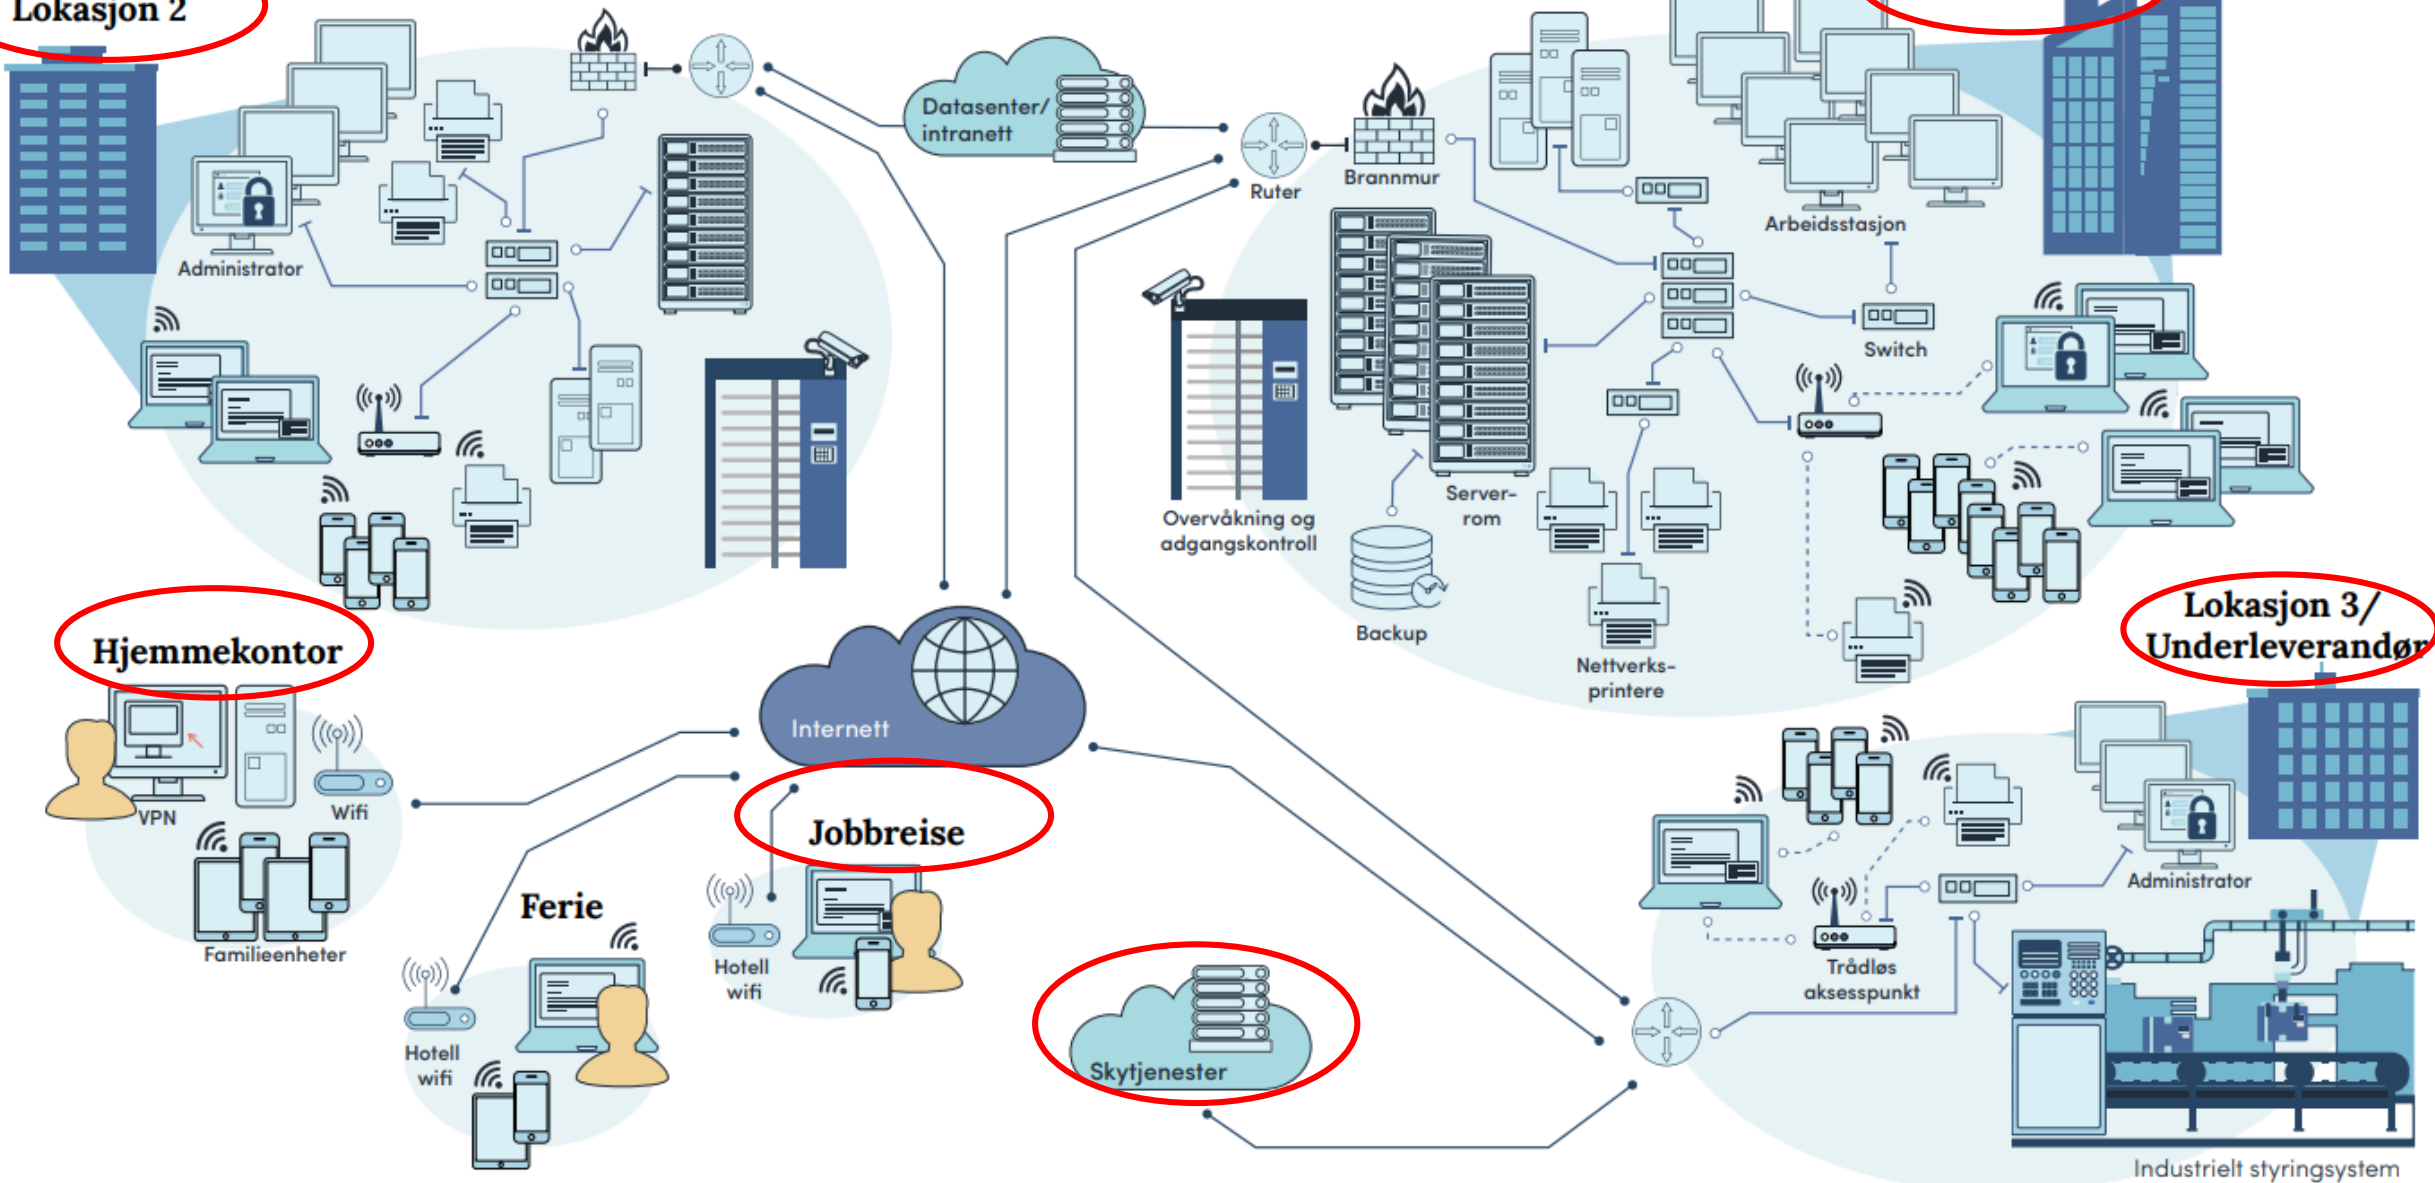 Lokasjon 2
Datasenter/
intranett
Ruter
Brannmur
Arbeidsstasjon
Administrator
Switch
Server-
rom
Overvåkning og
adgangskontroll
Backup
Nettverks-
printere
Lokasjon 3/
Underleverandør
Hjemmekontor
Internett
VPN
Wifi
Jobbreise
Familieenheter
Ferie
Hotell
wifi
Hotell
wifi
Skytjenester
Administrator
Trådløs
aksesspunkt
Industrielt styringsystem